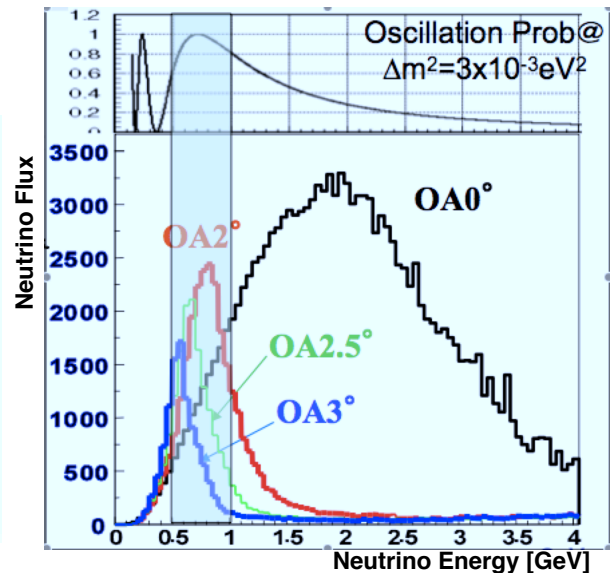 1.2
1
0.8
0.6
0.4
0.2
0
Oscillation Prob@
Δm²=3x10⁻³eV²
Neutrino Flux
3500
3000
2500
2000
1500
1000
500
0
OA0°
OA2°
OA2.5°
OA3°
0 0.5 1 1.5 2 2.5 3 3.5 4
Neutrino Energy [GeV]